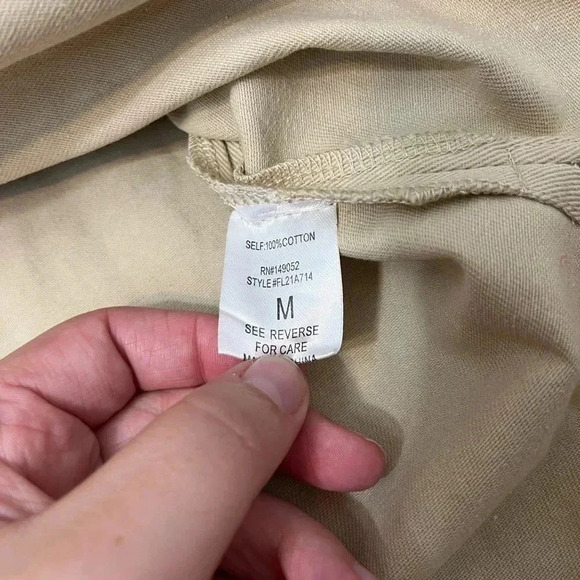 SELF:100%COTTON
RN#149052
STYLE#FL21A714
M
SEE REVERSE
FOR CARE